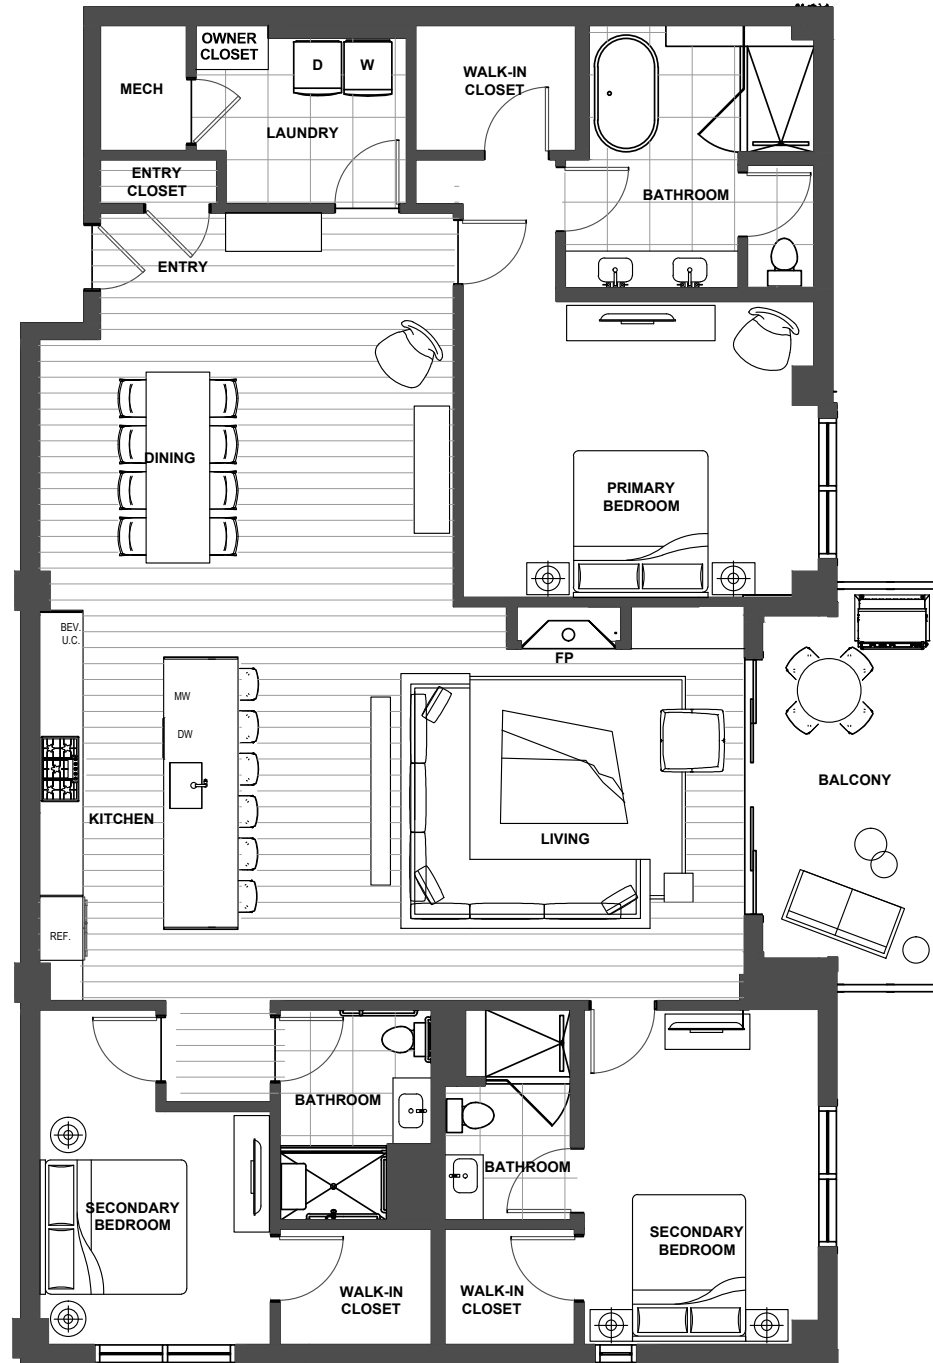 OWNER
CLOSET
MECH
D
W
WALK-IN
CLOSET
LAUNDRY
ENTRY
CLOSET
BATHROOM
ENTRY
DINING
PRIMARY
BEDROOM
BEV.
U.C.
FP
MW
DW
BALCONY
KITCHEN
LIVING
REF.
BATHROOM
BATHROOM
SECONDARY
BEDROOM
SECONDARY
BEDROOM
WALK-IN
CLOSET
WALK-IN
CLOSET